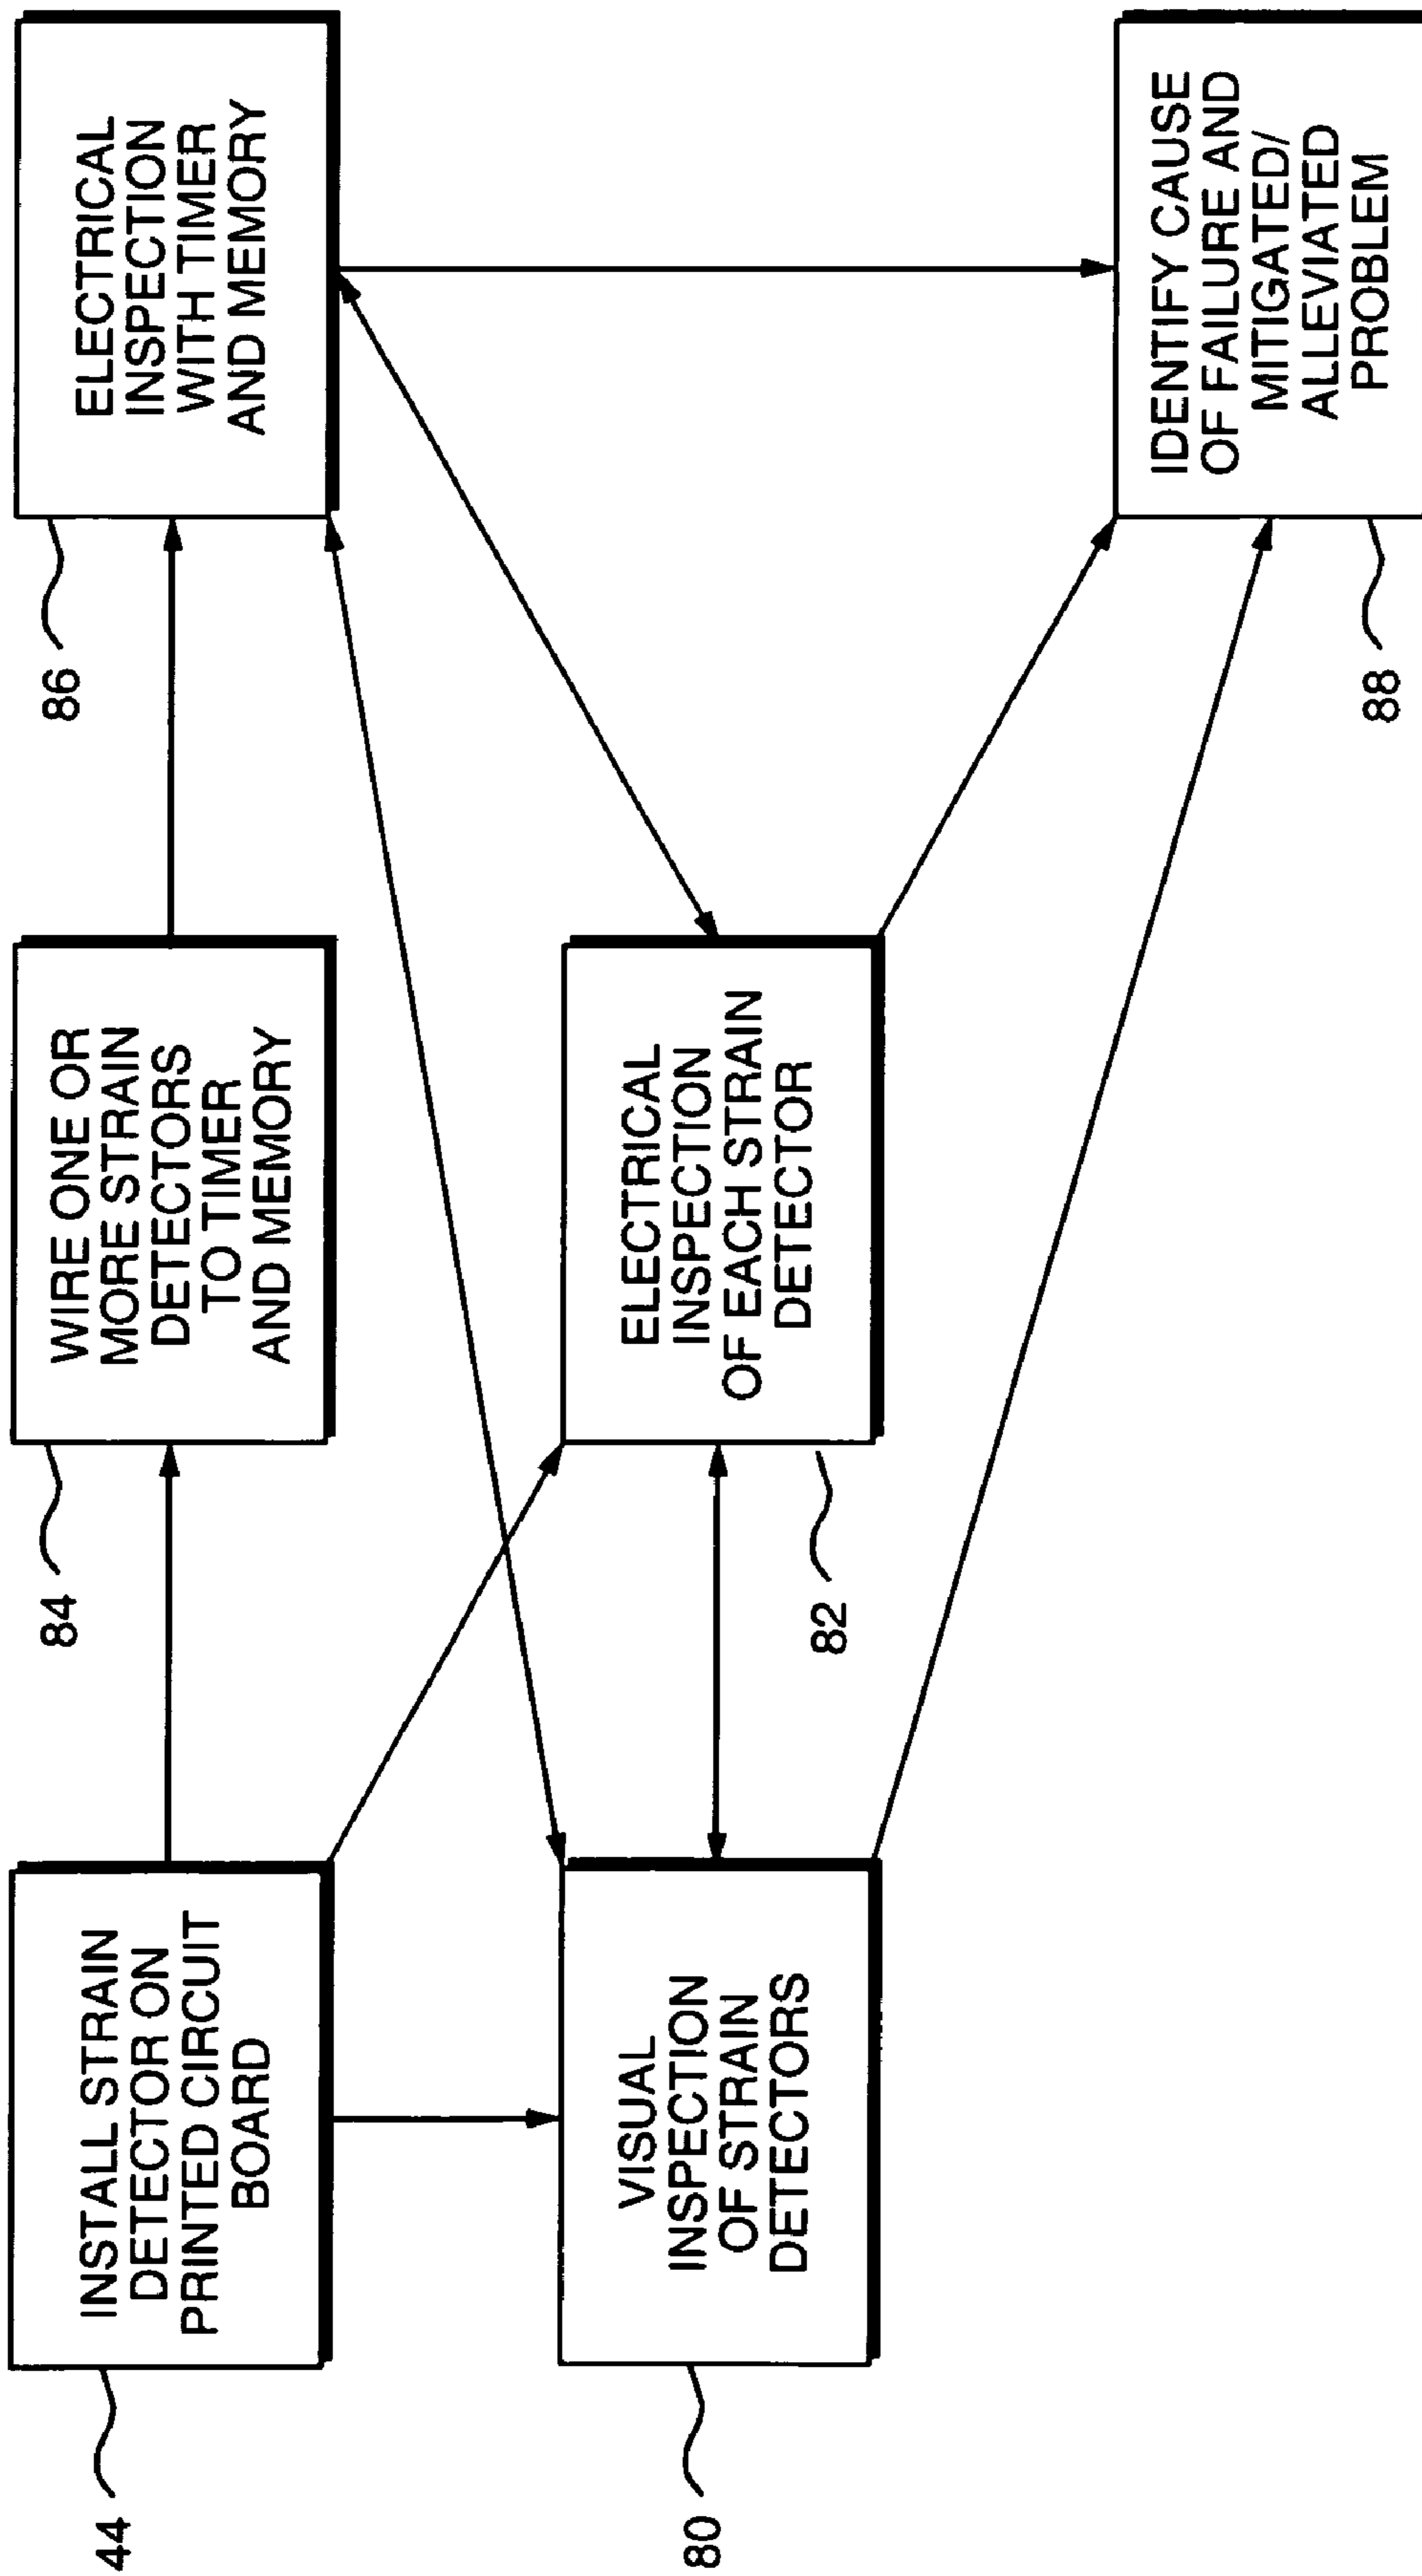 INSTALL STRAIN
DETECTOR ON
PRINTED CIRCUIT
BOARD
44
WIRE ONE OR
MORE STRAIN
DETECTORS
TO TIMER
AND MEMORY
84
ELECTRICAL
INSPECTION
WITH TIMER
AND MEMORY
86
VISUAL
INSPECTION
OF STRAIN
DETECTORS
80
ELECTRICAL
INSPECTION
OF EACH STRAIN
DETECTOR
82
IDENTIFY CAUSE
OF FAILURE AND
MITIGATED/
ALLEVIATED
PROBLEM
88